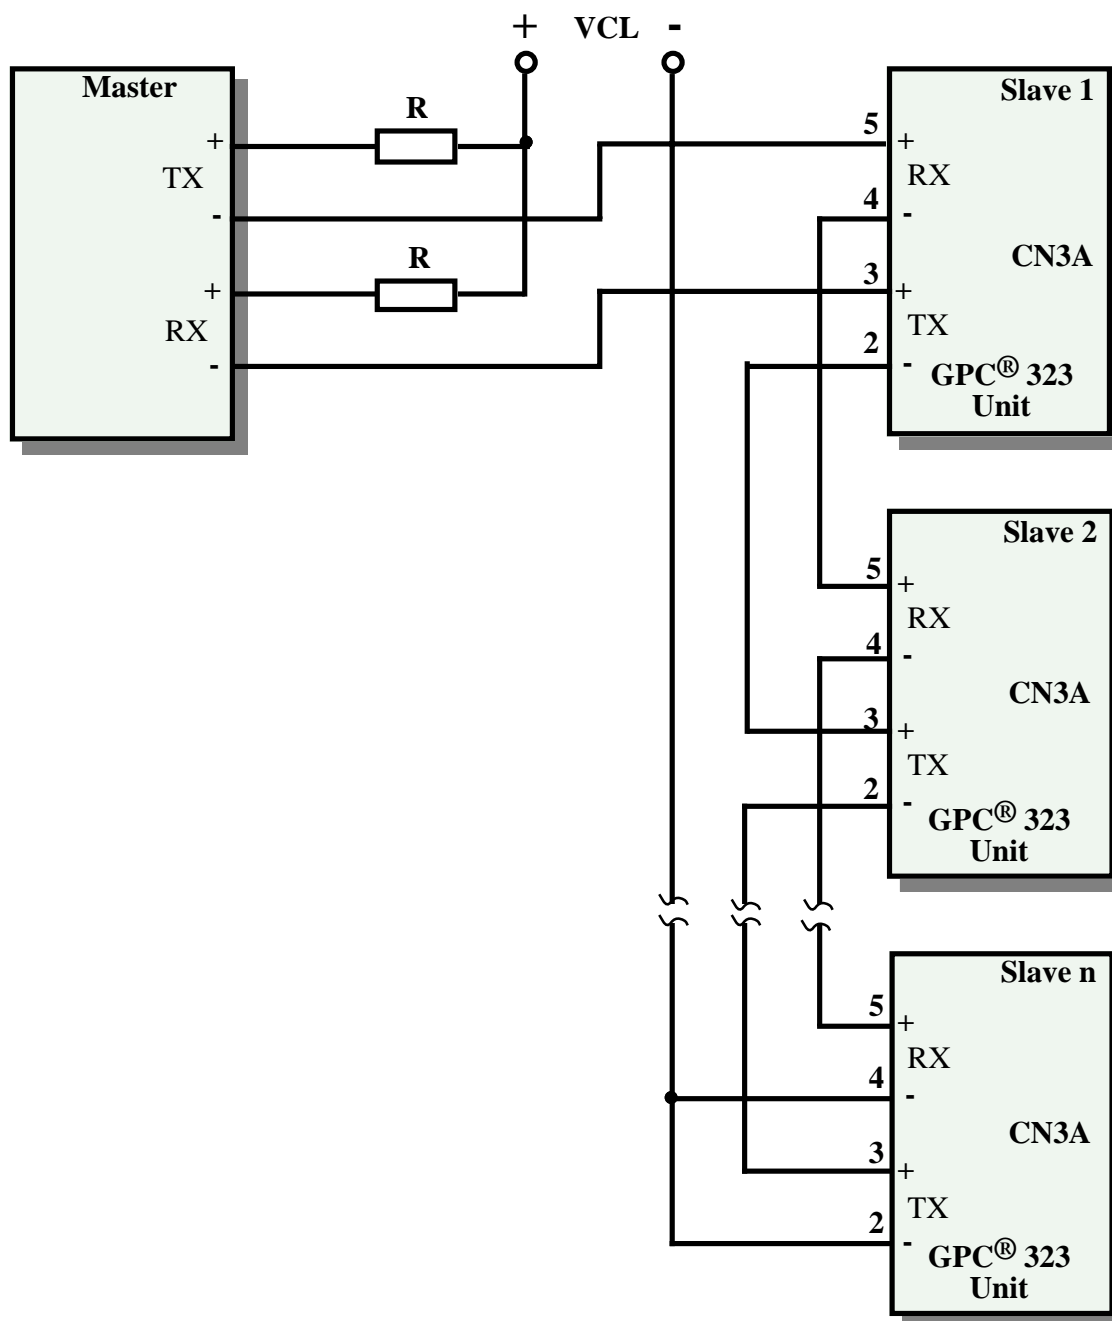 + VCL -
Master
R
+
TX
-
R
+
RX
-
Slave 1
5
+
RX
4
-
CN3A
3
+
TX
2
-
GPC® 323
Unit
Slave 2
5
+
RX
4
-
CN3A
3
+
TX
2
-
GPC® 323
Unit
Slave n
5
+
RX
4
-
CN3A
3
+
TX
2
-
GPC® 323
Unit